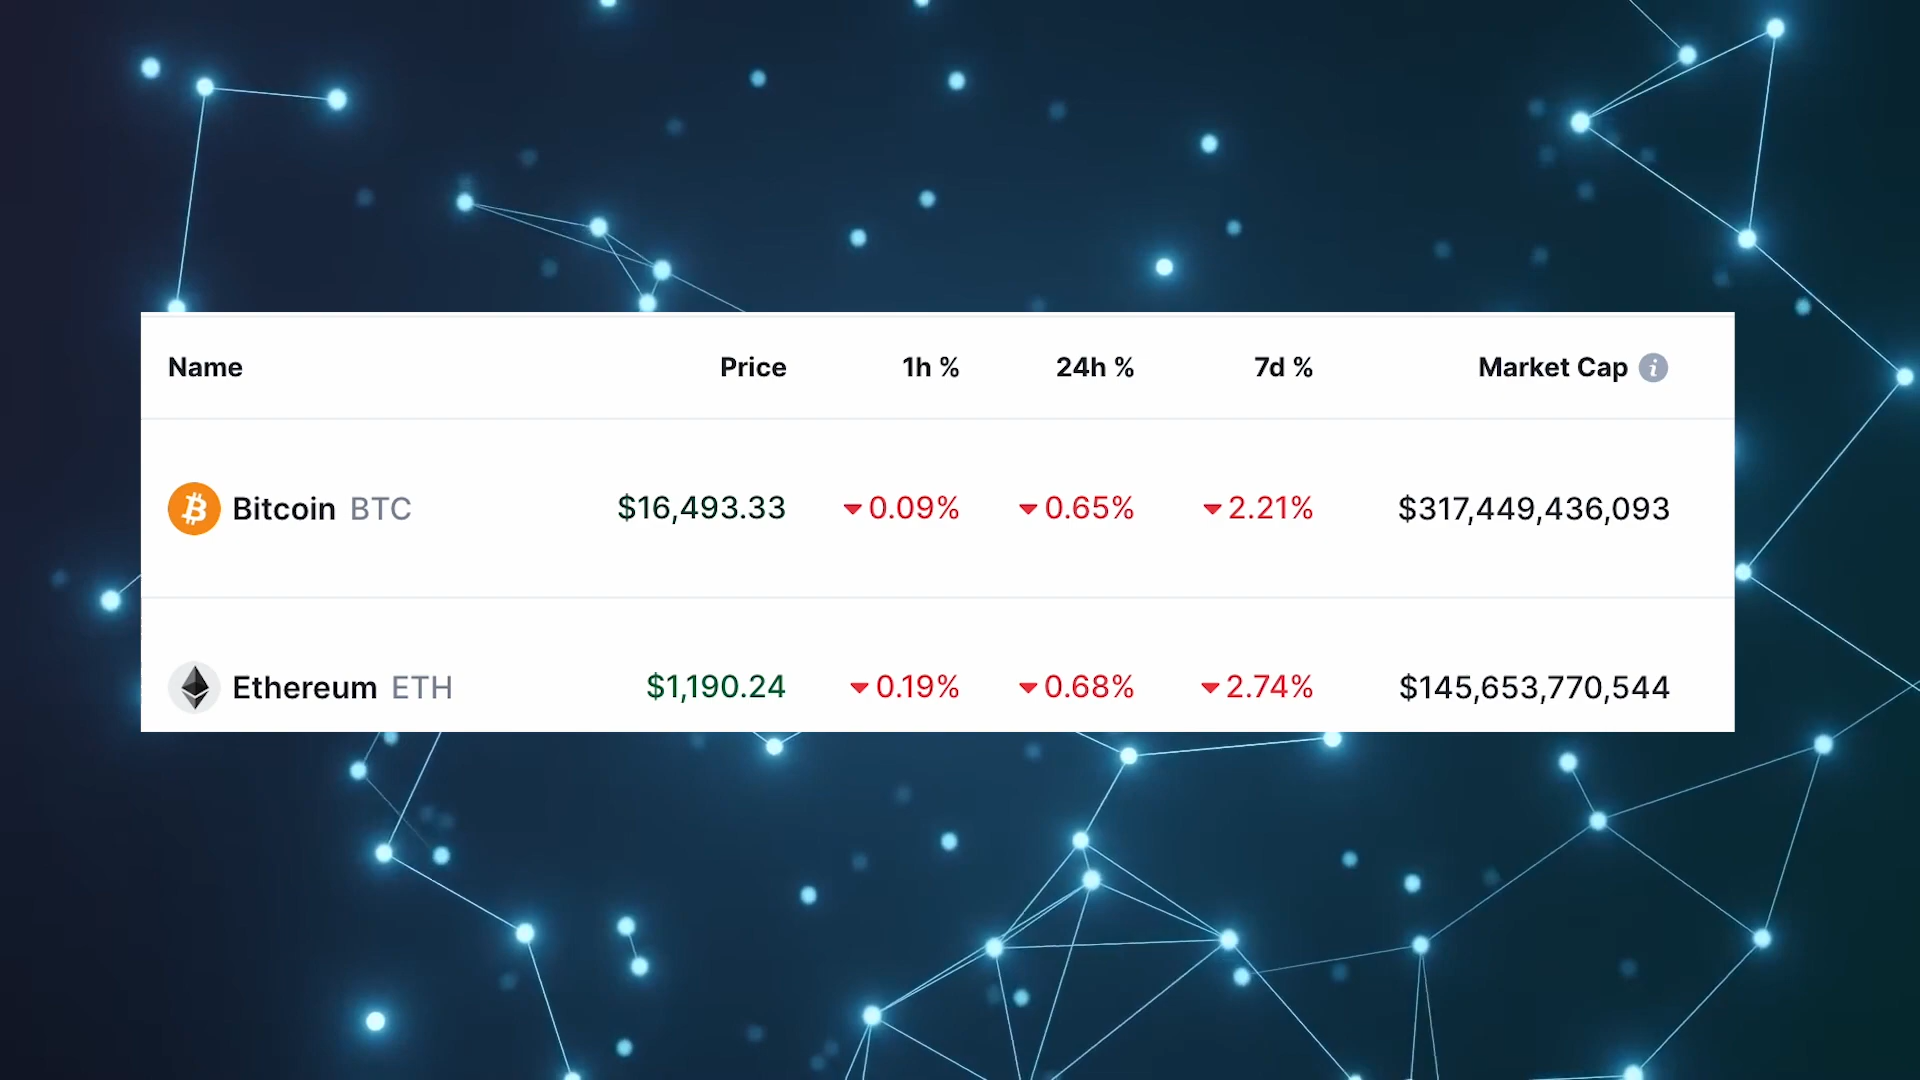 Name Price 1h % 24h % 7d % Market Cap i
Bitcoin BTC $16,493.33 0.09% 0.65% 2.21% $317,449,436,093
Ethereum ETH $1,190.24 0.19% 0.68% 2.74% $145,653,770,544